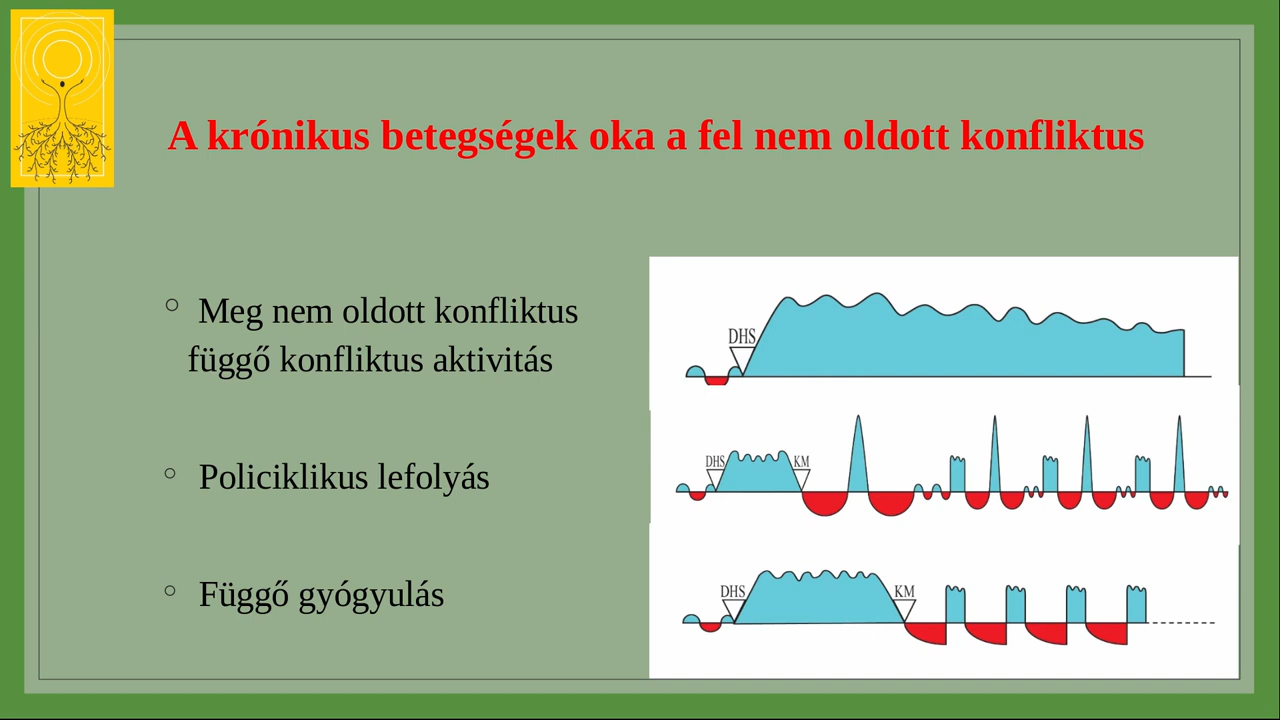 A krónikus betegségek oka a fel nem oldott konfliktus
Meg nem oldott konfliktus
függő konfliktus aktivitás
Policiklikus lefolyás
Függő gyógyulás
DHS
DHS
KM
DHS
KM